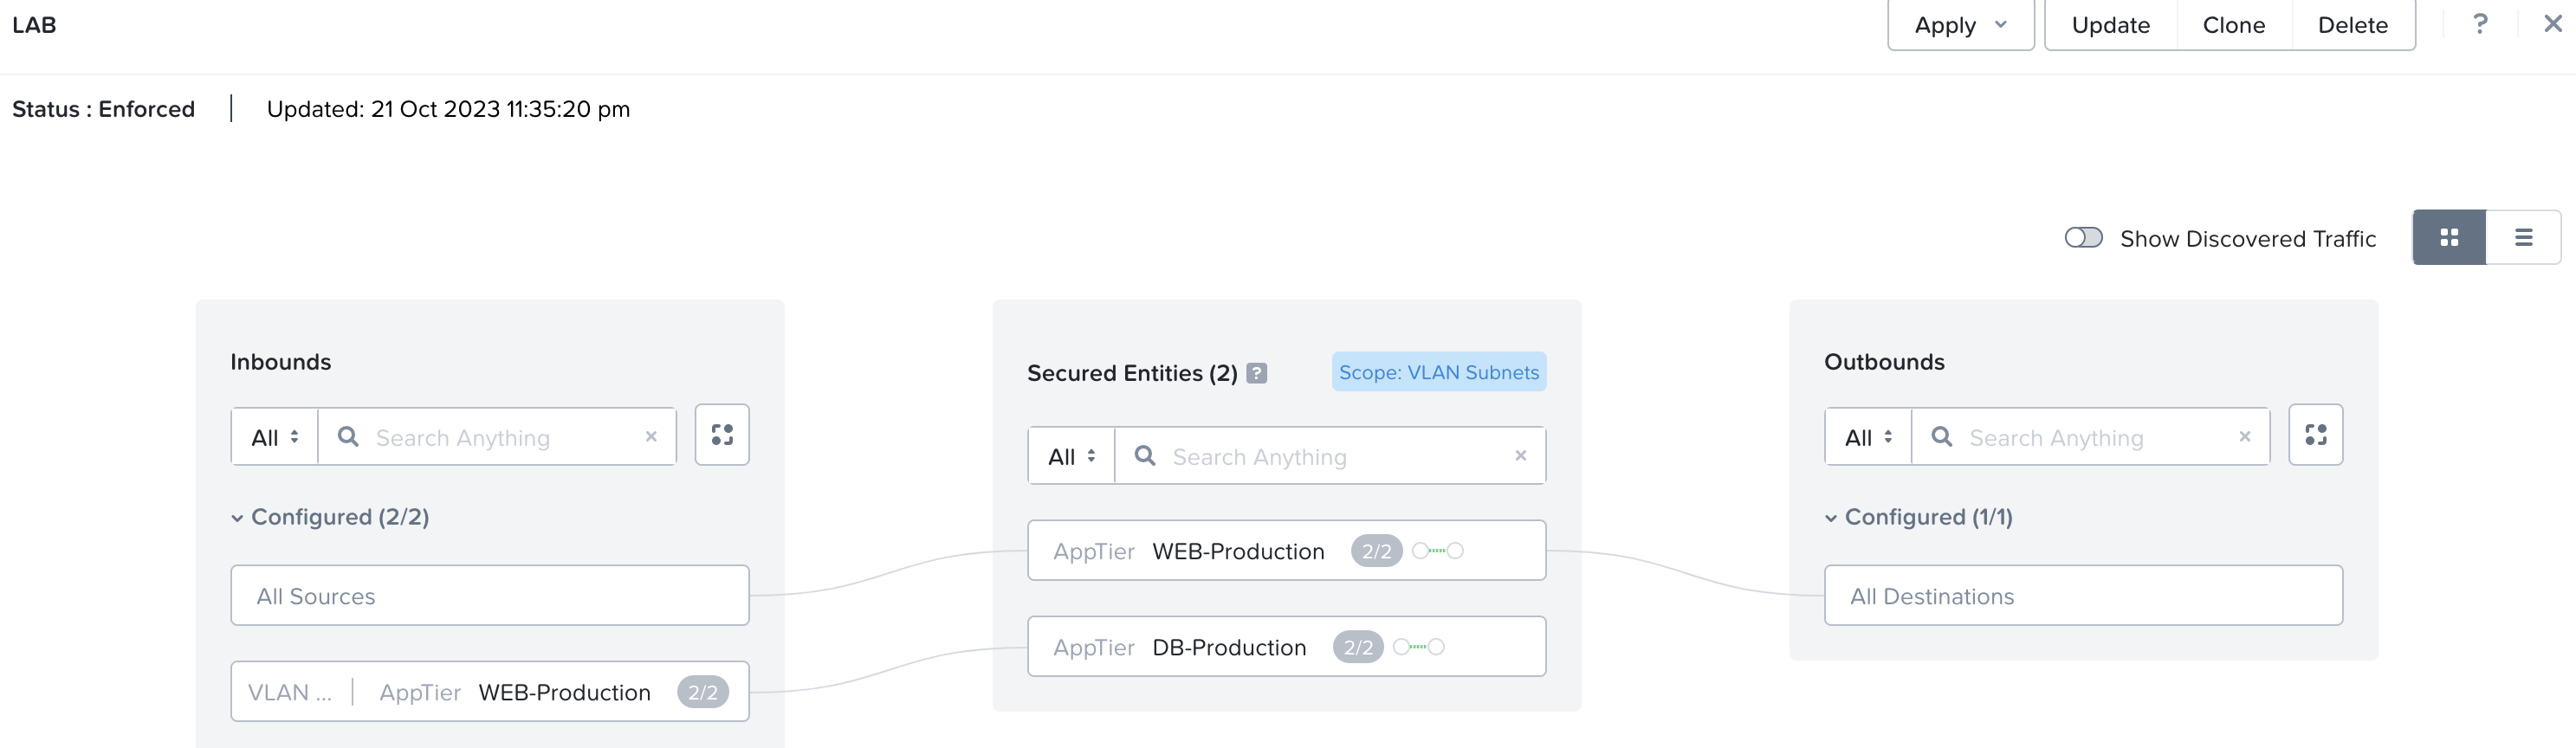 LAB
Apply
Update
Clone
Delete
?
Status : Enforced
Updated: 21 Oct 2023 11:35:20 pm
Show Discovered Traffic
Inbounds
All
Search Anything
Configured (2/2)
All Sources
VLAN ...
AppTier WEB-Production 2/2
Secured Entities (2) ?
Scope: VLAN Subnets
All
Search Anything
AppTier WEB-Production 2/2
AppTier DB-Production 2/2
Outbounds
All
Search Anything
Configured (1/1)
All Destinations